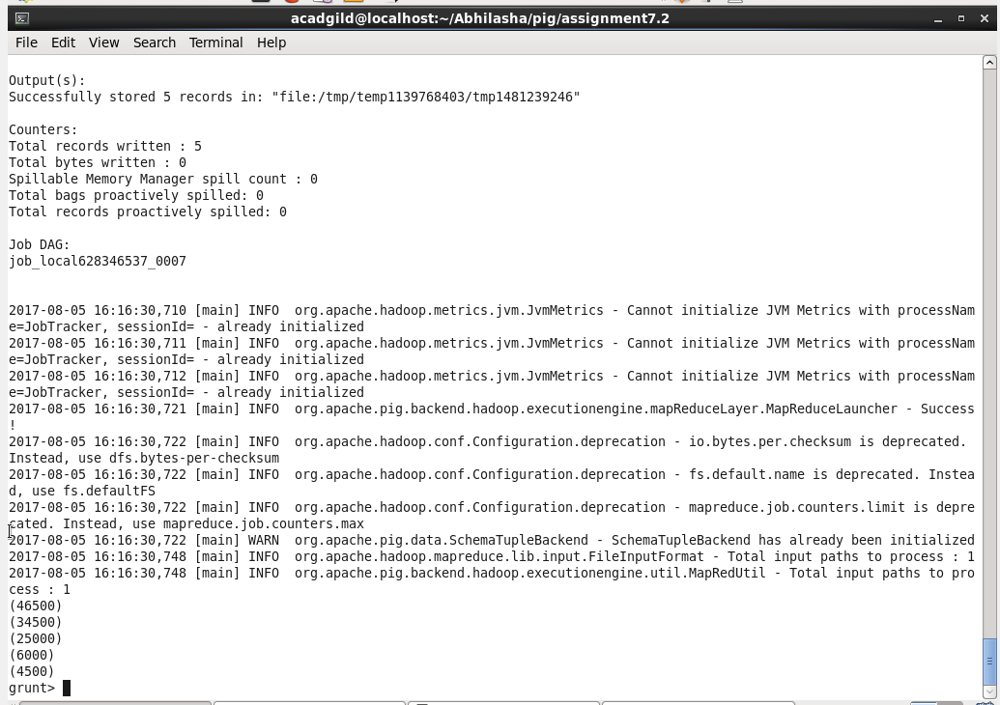 acadgild@localhost:~/Abhilasha/pig/assignment7.2
File Edit View Search Terminal Help
Output(s):
Successfully stored 5 records in: "file:/tmp/temp1139768403/tmp1481239246"
Counters:
Total records written : 5
Total bytes written : 0
Spillable Memory Manager spill count : 0
Total bags proactively spilled: 0
Total records proactively spilled: 0
Job DAG:
job_local628346537_0007
2017-08-05 16:16:30,710 [main] INFO  org.apache.hadoop.metrics.jvm.JvmMetrics - Cannot initialize JVM Metrics with processNam
e=JobTracker, sessionId= - already initialized
2017-08-05 16:16:30,711 [main] INFO  org.apache.hadoop.metrics.jvm.JvmMetrics - Cannot initialize JVM Metrics with processNam
e=JobTracker, sessionId= - already initialized
2017-08-05 16:16:30,712 [main] INFO  org.apache.hadoop.metrics.jvm.JvmMetrics - Cannot initialize JVM Metrics with processNam
e=JobTracker, sessionId= - already initialized
2017-08-05 16:16:30,721 [main] INFO  org.apache.pig.backend.hadoop.executionengine.mapReduceLayer.MapReduceLauncher - Success
!
2017-08-05 16:16:30,722 [main] INFO  org.apache.hadoop.conf.Configuration.deprecation - io.bytes.per.checksum is deprecated.
Instead, use dfs.bytes-per-checksum
2017-08-05 16:16:30,722 [main] INFO  org.apache.hadoop.conf.Configuration.deprecation - fs.default.name is deprecated. Instea
d, use fs.defaultFS
2017-08-05 16:16:30,722 [main] INFO  org.apache.hadoop.conf.Configuration.deprecation - mapreduce.job.counters.limit is depre
cated. Instead, use mapreduce.job.counters.max
2017-08-05 16:16:30,722 [main] WARN  org.apache.pig.data.SchemaTupleBackend - SchemaTupleBackend has already been initialized
2017-08-05 16:16:30,748 [main] INFO  org.apache.hadoop.mapreduce.lib.input.FileInputFormat - Total input paths to process : 1
2017-08-05 16:16:30,748 [main] INFO  org.apache.pig.backend.hadoop.executionengine.util.MapRedUtil - Total input paths to pro
cess : 1
(46500)
(34500)
(25000)
(6000)
(4500)
grunt>